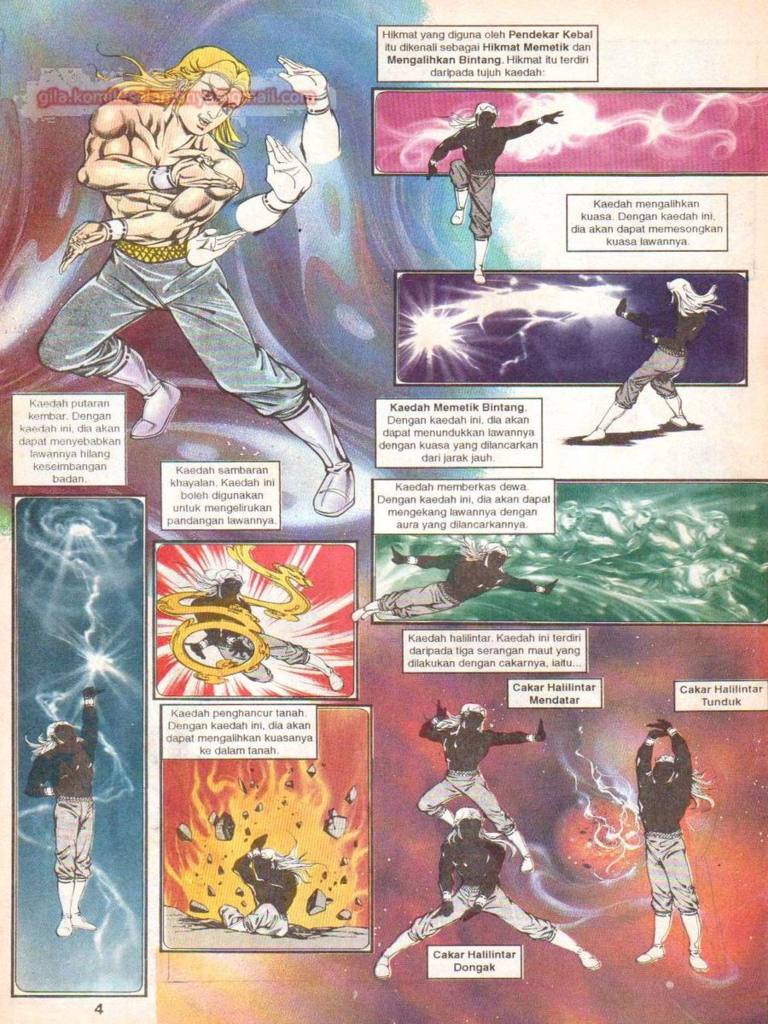 Hikmat yang diguna oleh Pendekar Kebal
itu dikenali sebagai Hikmat Memetik dan
Mengalihkan Bintang. Hikmat itu terdiri
daripada tujuh kaedah:
Kaedah mengalihkan
kuasa. Dengan kaedah ini,
dia akan dapat memesongkan
kuasa lawannya.
Kaedah Memetik Bintang.
Dengan kaedah ini, dia akan
dapat menundukkan lawannya
dengan kuasa yang dilancarkan
dari jarak jauh.
Kaedah putaran
kembar. Dengan
kaedah ini, dia akan
dapat menyebabkan
lawannya hilang
keseimbangan
badan.
Kaedah sambaran
khayalan. Kaedah ini
boleh digunakan
untuk mengelirukan
pandangan lawannya.
Kaedah memberkas dewa.
Dengan kaedah ini, dia akan dapat
mengekang lawannya dengan
aura yang dilancarkannya.
Kaedah halilintar. Kaedah ini terdiri
daripada tiga serangan maut yang
dilakukan dengan cakarnya, iaitu...
Kaedah penghancur tanah.
Dengan kaedah ini, dia akan
dapat mengalihkan kuasanya
ke dalam tanah.
Cakar Halilintar
Mendatar
Cakar Halilintar
Tunduk
Cakar Halilintar
Dongak
4